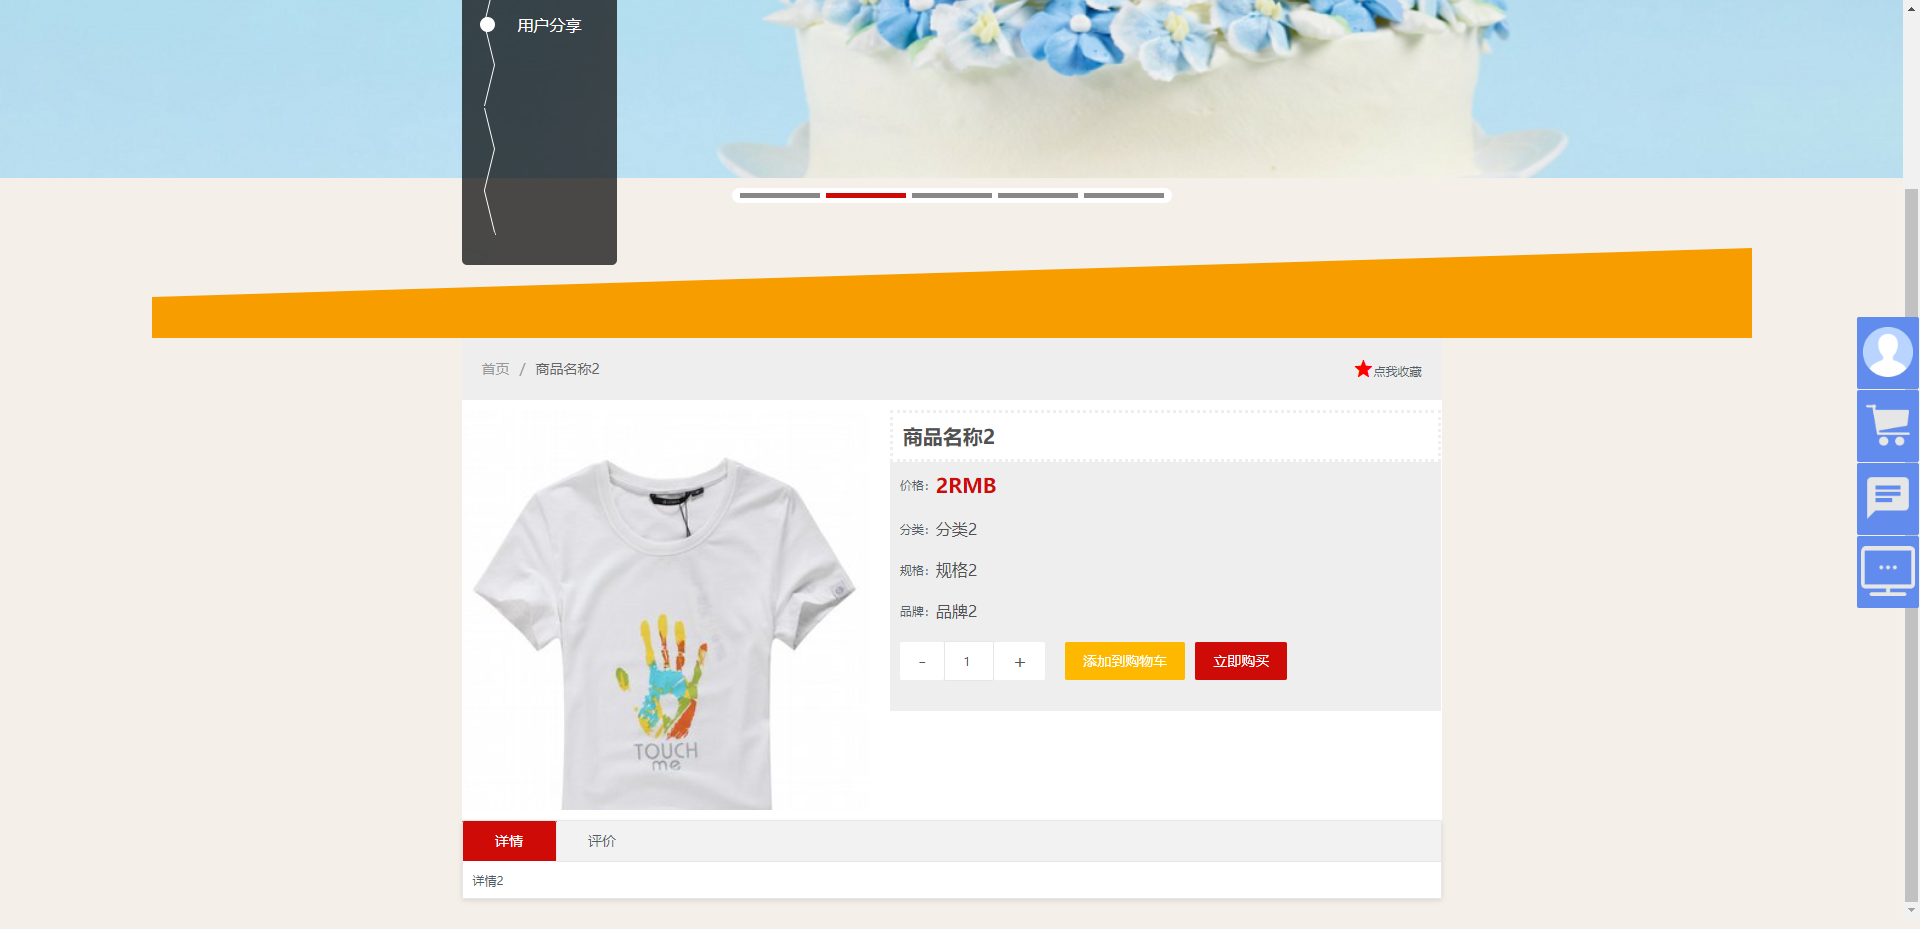 用户分享
首页 / 商品名称2
点我收藏
商品名称2
价格： 2RMB
分类： 分类2
规格： 规格2
品牌： 品牌2
- 1 +
添加到购物车
立即购买
TOUCH
me
详情
评价
详情2